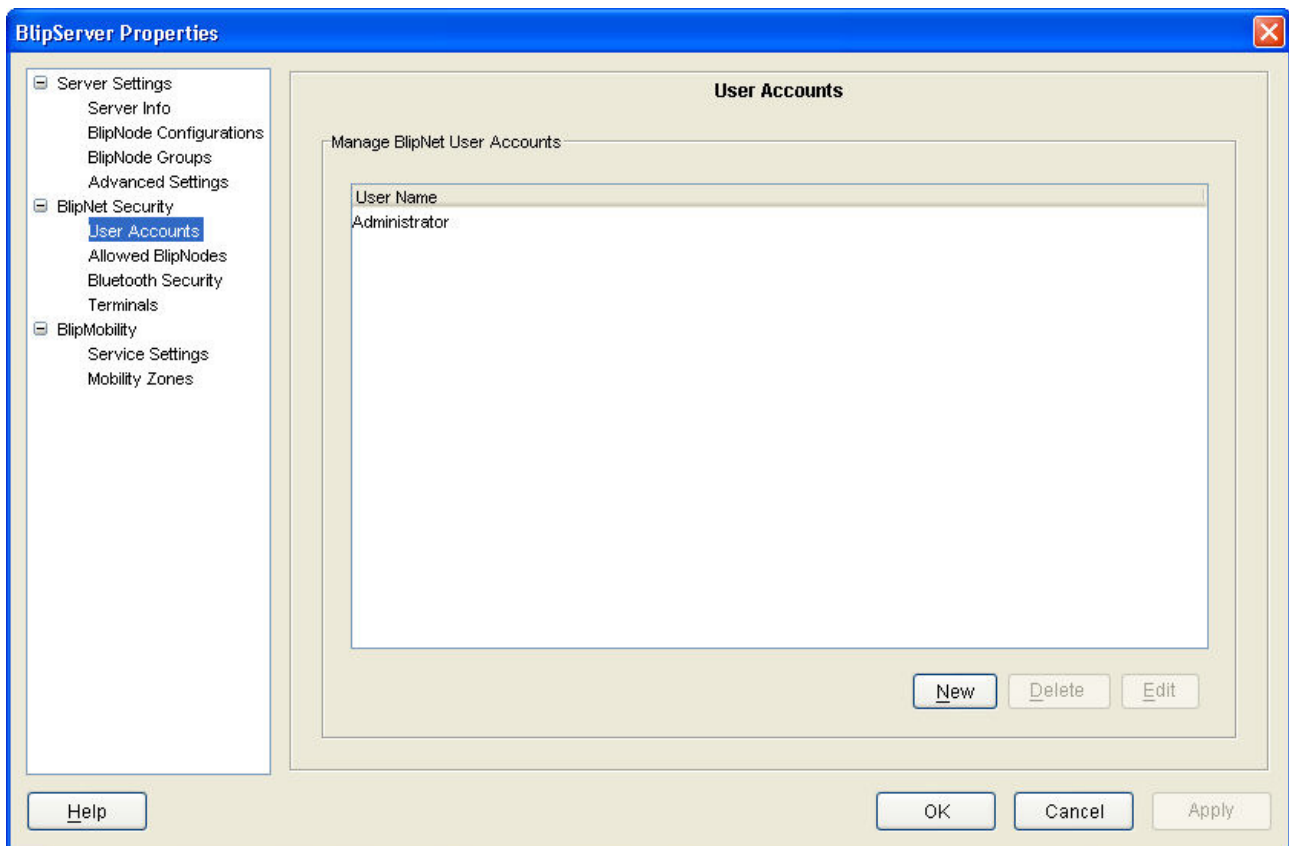 BlipServer Properties
Server Settings
Server Info
BlipNode Configurations
BlipNode Groups
Advanced Settings
BlipNet Security
User Accounts
Allowed BlipNodes
Bluetooth Security
Terminals
BlipMobility
Service Settings
Mobility Zones
User Accounts
Manage BlipNet User Accounts
User Name
Administrator
New Delete Edit
Help OK Cancel Apply